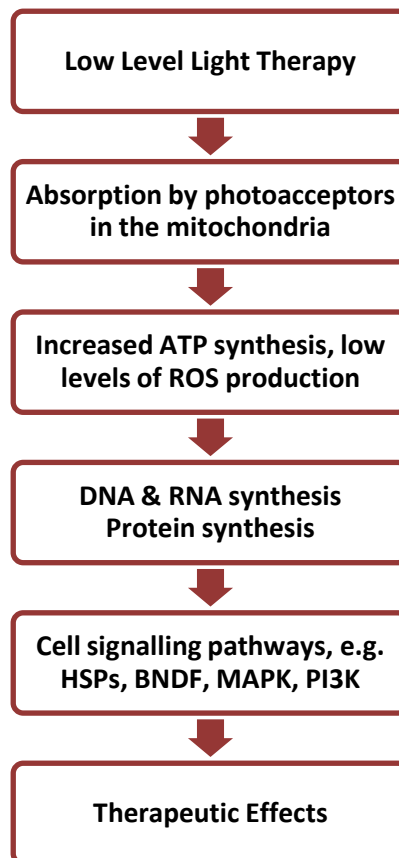 Low Level Light Therapy
Absorption by photoacceptors
in the mitochondria
Increased ATP synthesis, low
levels of ROS production
DNA & RNA synthesis
Protein synthesis
Cell signalling pathways, e.g.
HSPs, BNDF, MAPK, PI3K
Therapeutic Effects